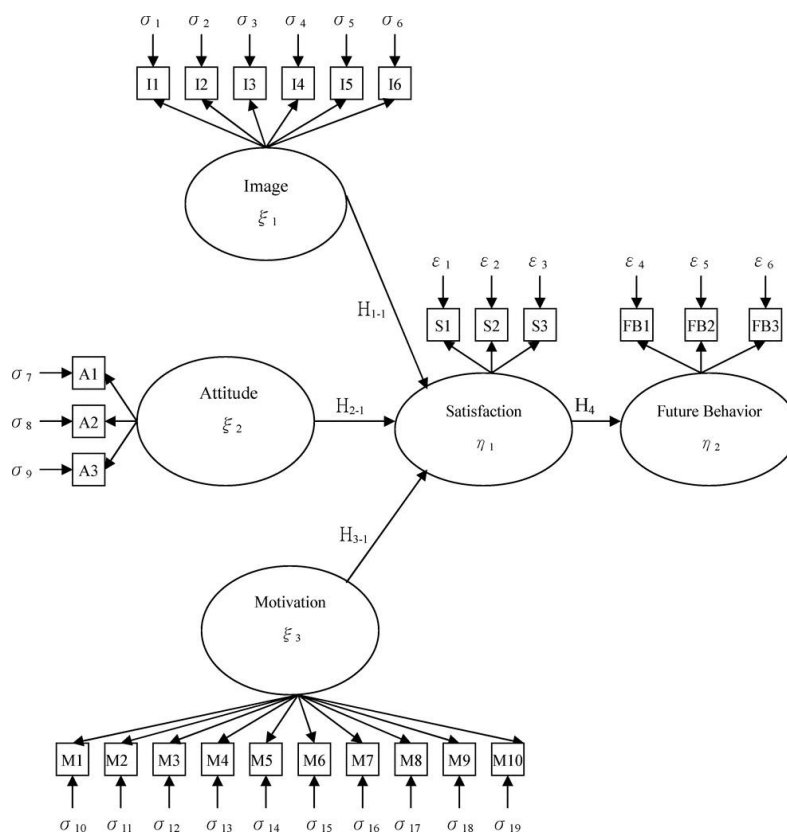 σ 1 σ 2 σ 3 σ 4 σ 5 σ 6
I1 I2 I3 I4 I5 I6
Image
ξ 1
ε 1 ε 2 ε 3 ε 4 ε 5 ε 6
H1-1
S1 S2 S3 FB1 FB2 FB3
σ 7 A1
Attitude
H2-1
H4
σ 8 A2
ξ 2
Satisfaction
η 1
Future Behavior
η 2
σ 9 A3
H3-1
Motivation
ξ 3
M1 M2 M3 M4 M5 M6 M7 M8 M9 M10
σ 10 σ 11 σ 12 σ 13 σ 14 σ 15 σ 16 σ 17 σ 18 σ 19